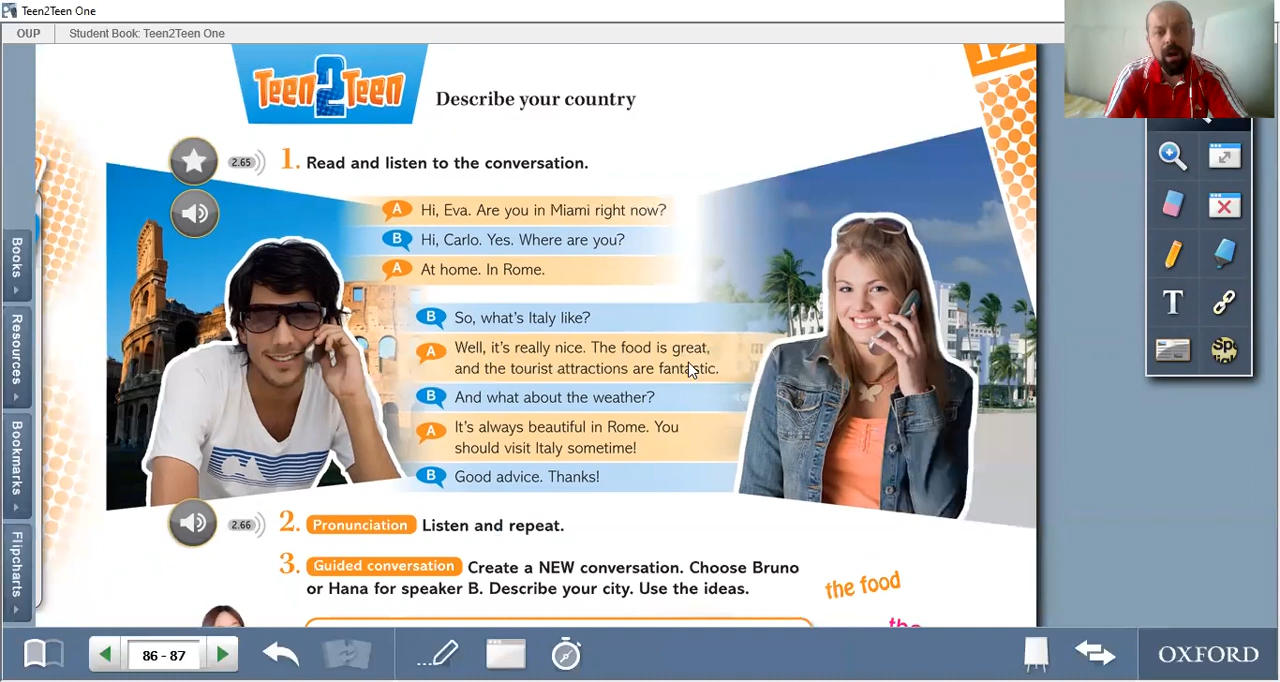 Teen2Teen One
OUP
Student Book: Teen2Teen One
12
Teen2Teen
Describe your country
2.65
1. Read and listen to the conversation.
A Hi, Eva. Are you in Miami right now?
B Hi, Carlo. Yes. Where are you?
A At home. In Rome.
B So, what's Italy like?
A Well, it's really nice. The food is great,
and the tourist attractions are fantastic.
B And what about the weather?
A It's always beautiful in Rome. You
should visit Italy sometime!
B Good advice. Thanks!
2.66
2. Pronunciation Listen and repeat.
3. Guided conversation Create a NEW conversation. Choose Bruno
or Hana for speaker B. Describe your city. Use the ideas.
the food
the
Books
Resources
Bookmarks
Flipcharts
T
86 - 87
OXFORD